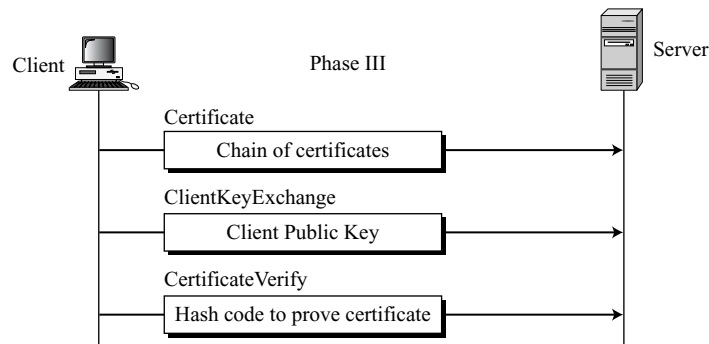 Client
Phase III
Server
Certificate
Chain of certificates
ClientKeyExchange
Client Public Key
CertificateVerify
Hash code to prove certificate